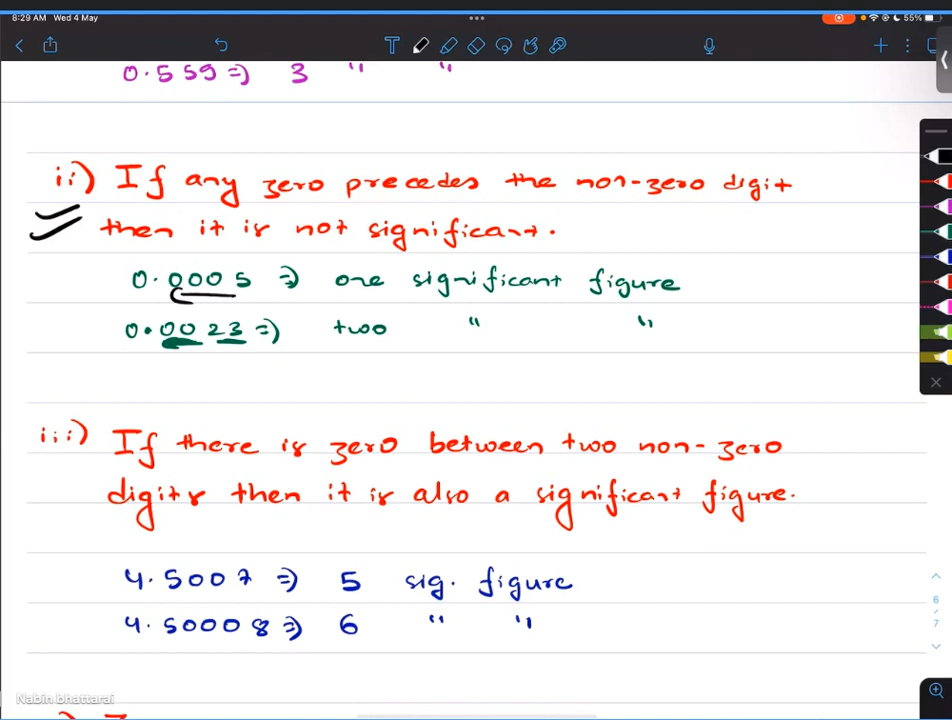 8:29 AM Wed 4 May
55%
T
0.559 => 3 " "
ii) If any zero precedes the non-zero digit
then it is not significant.
0.0005 => one significant figure
0.0023 => two " "
iii) If there is zero between two non-zero
digits then it is also a significant figure.
4.5007 => 5 sig. figure
4.50008 => 6 " "
6
/
7
Nabin bhattarai